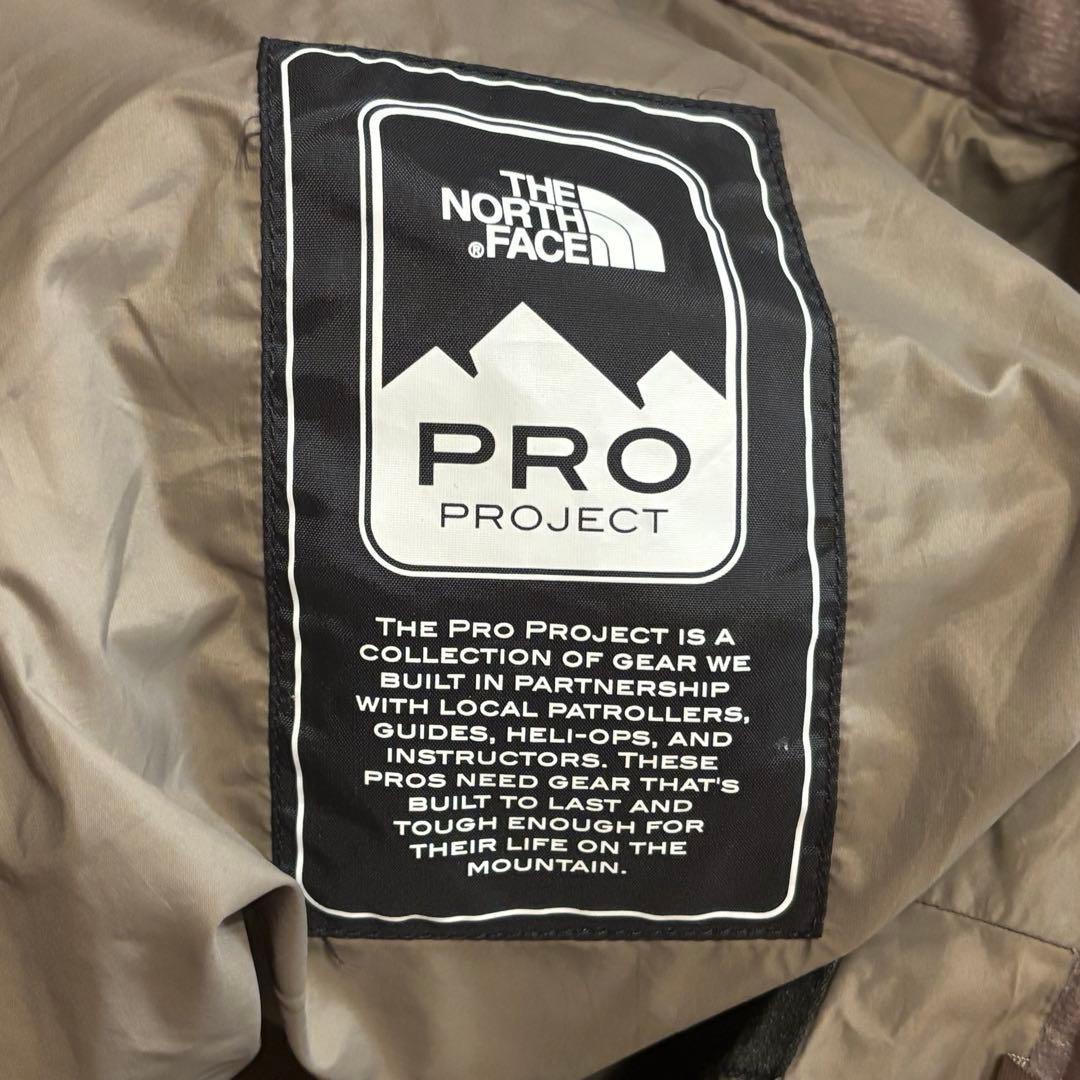 THE
NORTH
® FACE
PRO
PROJECT
THE PRO PROJECT IS A
COLLECTION OF GEAR WE
BUILT IN PARTNERSHIP
WITH LOCAL PATROLLERS,
GUIDES, HELI-OPS, AND
INSTRUCTORS. THESE
PROS NEED GEAR THAT'S
BUILT TO LAST AND
TOUGH ENOUGH FOR
THEIR LIFE ON THE
MOUNTAIN.